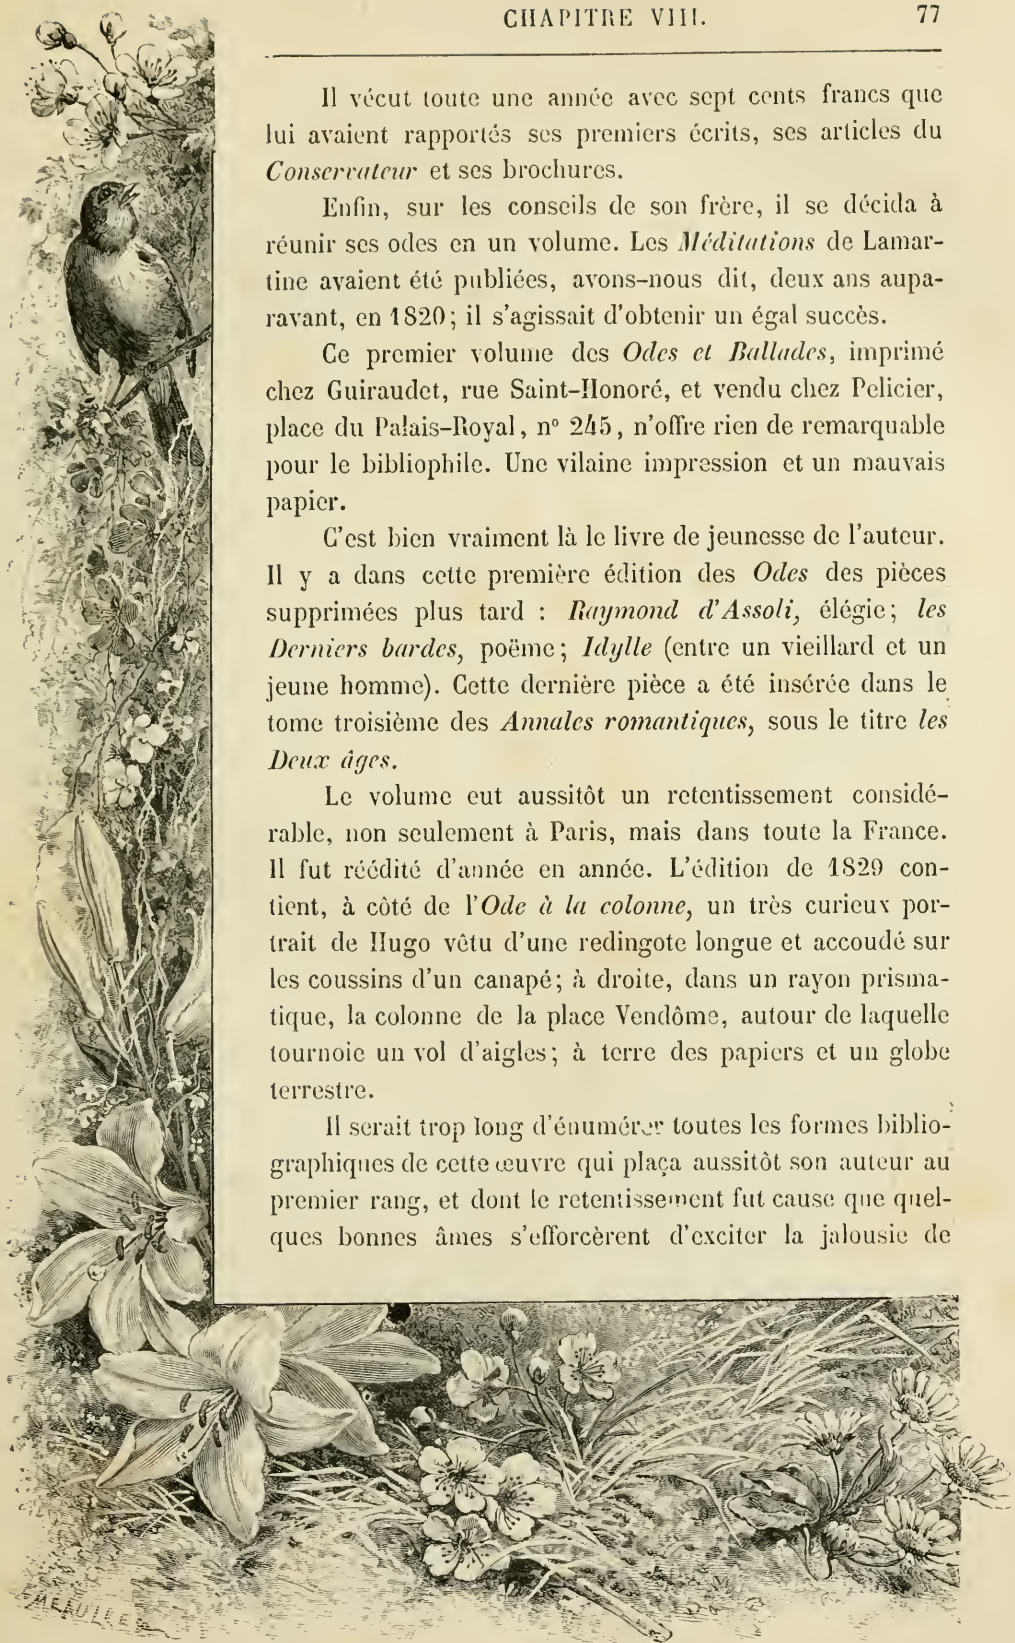 CHAPITRE VIII. 77
Il vécut toute une année avec sept cents francs que
lui avaient rapportés ses premiers écrits, ses articles du
Conservateur et ses brochures.
Enfin, sur les conseils de son frère, il se décida à
réunir ses odes en un volume. Les Méditations de Lamar-
tine avaient été publiées, avons-nous dit, deux ans aupa-
ravant, en 1820; il s'agissait d'obtenir un égal succès.
Ce premier volume des Odes et Ballades, imprimé
chez Guiraudet, rue Saint-Honoré, et vendu chez Pelicier,
place du Palais-Royal, n° 245, n'offre rien de remarquable
pour le bibliophile. Une vilaine impression et un mauvais
papier.
C'est bien vraiment là le livre de jeunesse de l'auteur.
Il y a dans cette première édition des Odes des pièces
supprimées plus tard : Raymond d'Assoli, élégie; les
Derniers bardes, poëme; Idylle (entre un vieillard et un
jeune homme). Cette dernière pièce a été insérée dans le
tome troisième des Annales romantiques, sous le titre les
Deux âges.
Le volume eut aussitôt un retentissement considé-
rable, non seulement à Paris, mais dans toute la France.
Il fut réédité d'année en année. L'édition de 1829 con-
tient, à côté de l'Ode à la colonne, un très curieux por-
trait de Hugo vêtu d'une redingote longue et accoudé sur
les coussins d'un canapé; à droite, dans un rayon prisma-
tique, la colonne de la place Vendôme, autour de laquelle
tournoie un vol d'aigles; à terre des papiers et un globe
terrestre.
Il serait trop long d'énumérer toutes les formes biblio-
graphiques de cette œuvre qui plaça aussitôt son auteur au
premier rang, et dont le retentissement fut cause que quel-
ques bonnes âmes s'efforcèrent d'exciter la jalousie de
MEAULLE